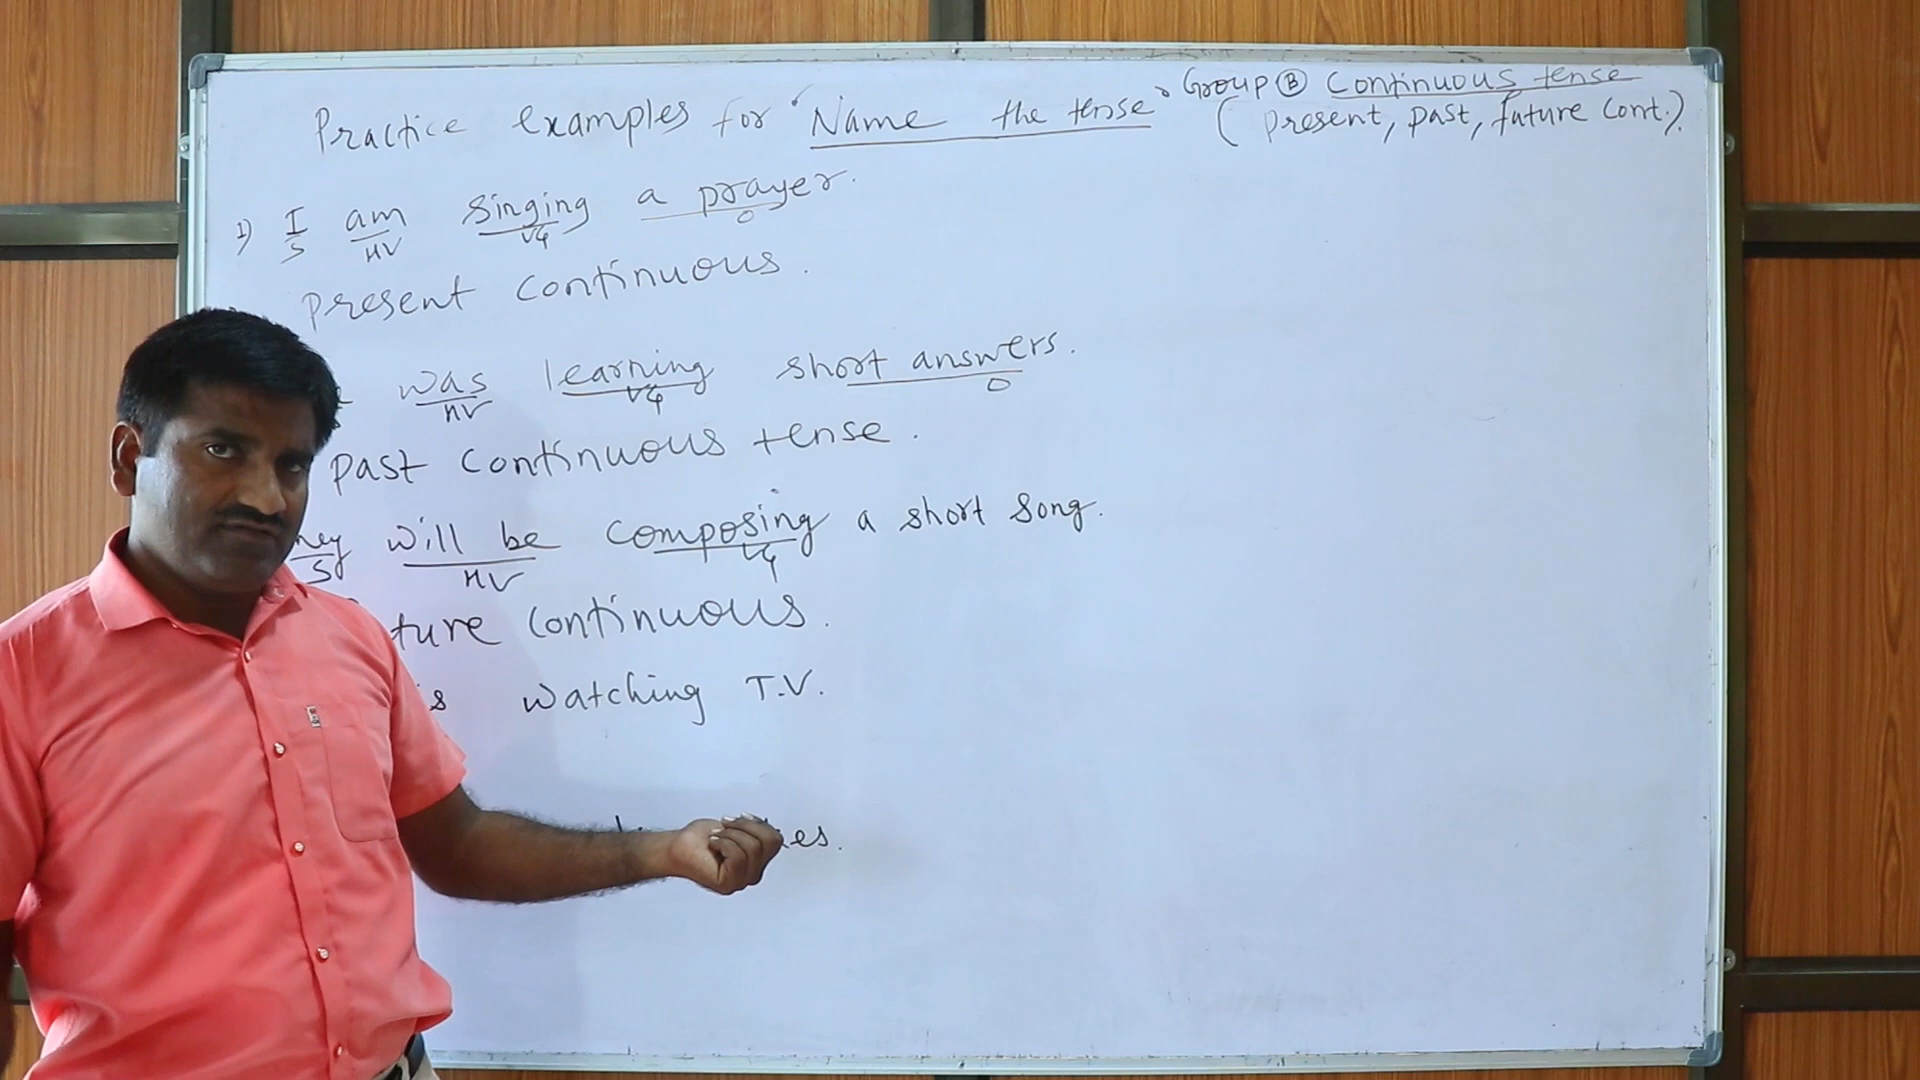 Practice examples for 'Name the tense' Group Ⓑ Continuous tense
(Present, past, future cont.).
1) I am singing a prayer.
S HV V4 O
Present Continuous.
was learning short answers.
HV V4 O
past continuous tense.
will be composing a short song.
S HV V4
ture continuous.
is watching T.V.
es.